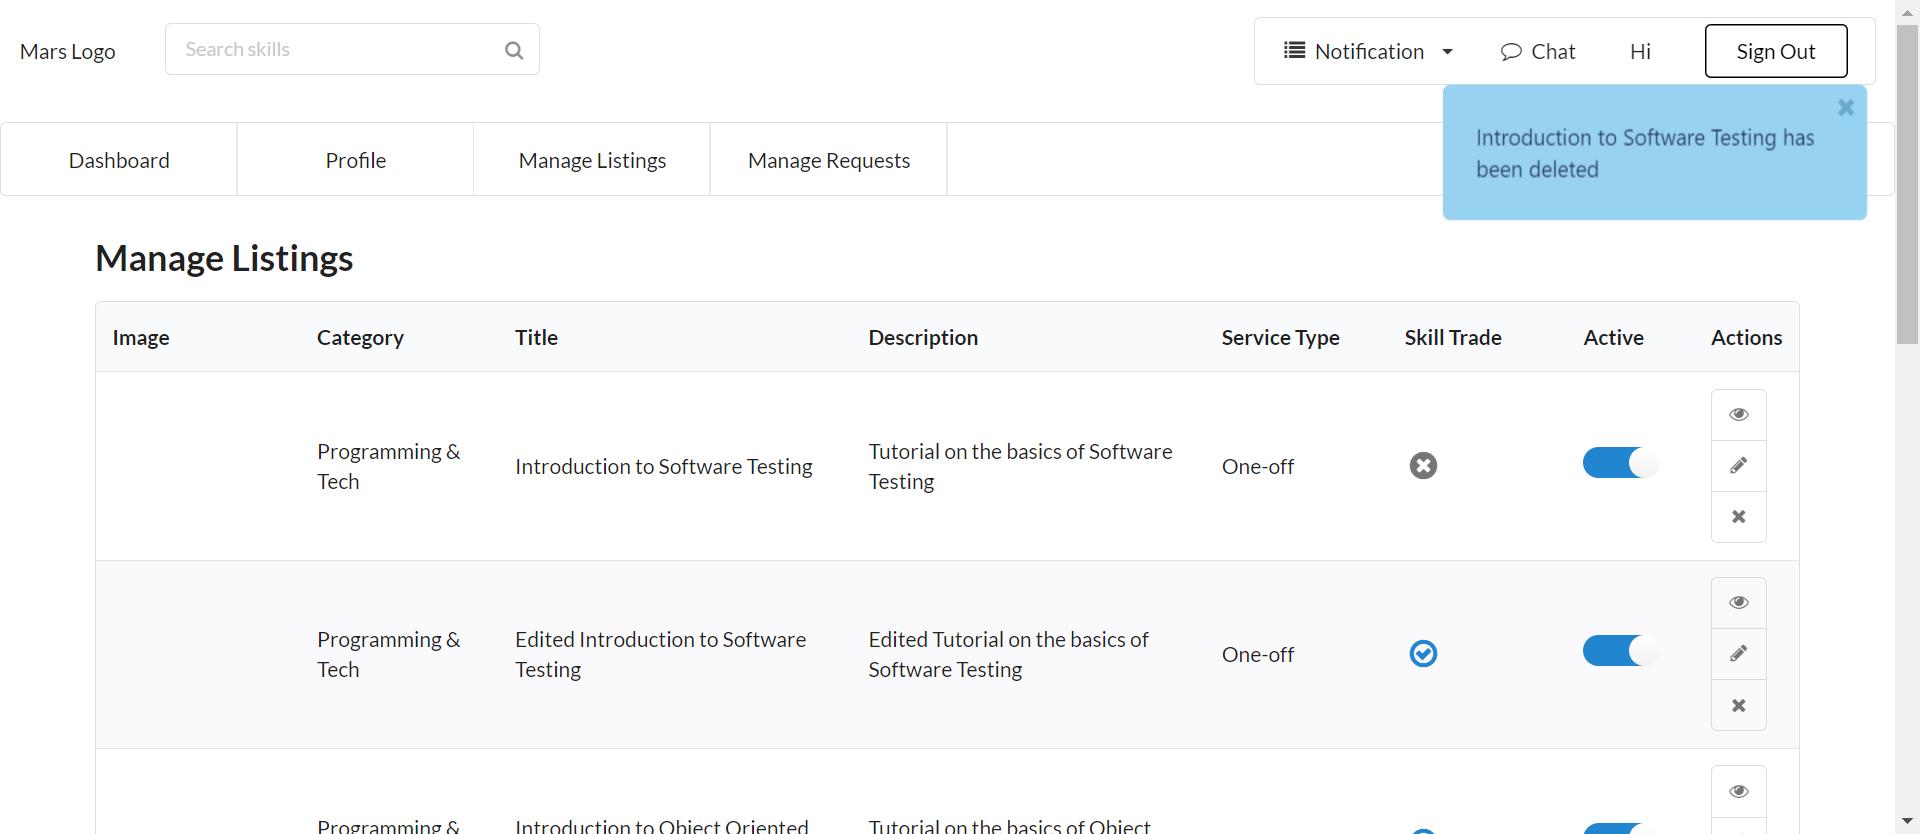 Mars Logo
Search skills
Notification
Chat
Hi
Sign Out
Introduction to Software Testing has
been deleted
Dashboard
Profile
Manage Listings
Manage Requests
Manage Listings
Image
Category
Title
Description
Service Type
Skill Trade
Active
Actions
Programming &
Tech
Introduction to Software Testing
Tutorial on the basics of Software
Testing
One-off
Programming &
Tech
Edited Introduction to Software
Testing
Edited Tutorial on the basics of
Software Testing
One-off
Programming &
Introduction to Object Oriented
Tutorial on the basics of Object